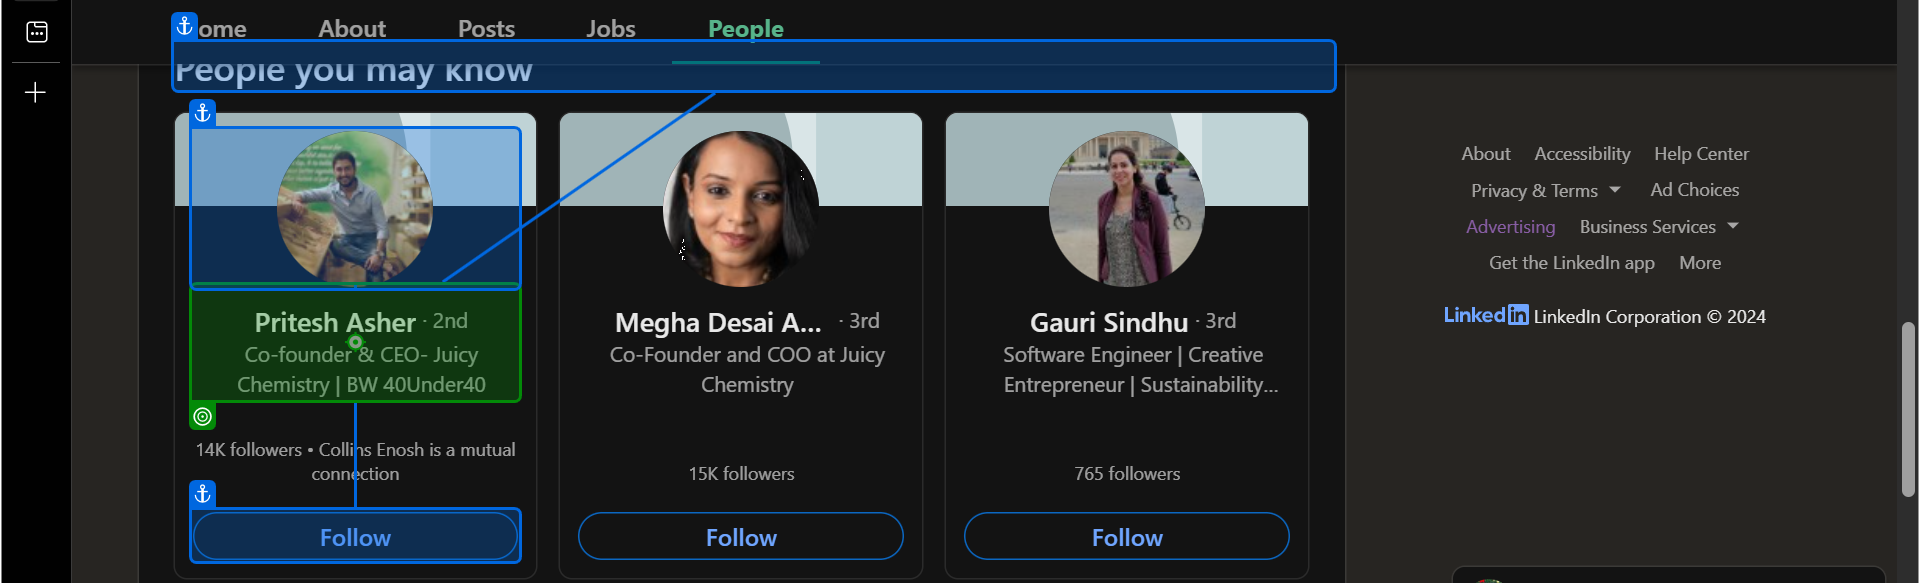 ome About Posts Jobs People
People you may know
Pritesh Asher · 2nd
Co-founder & CEO- Juicy
Chemistry | BW 40Under40
14K followers • Collins Enosh is a mutual
connection
Follow
Megha Desai A... · 3rd
Co-Founder and COO at Juicy
Chemistry
15K followers
Follow
Gauri Sindhu · 3rd
Software Engineer | Creative
Entrepreneur | Sustainability...
765 followers
Follow
About Accessibility Help Center
Privacy & Terms Ad Choices
Advertising Business Services
Get the LinkedIn app More
LinkedIn LinkedIn Corporation © 2024